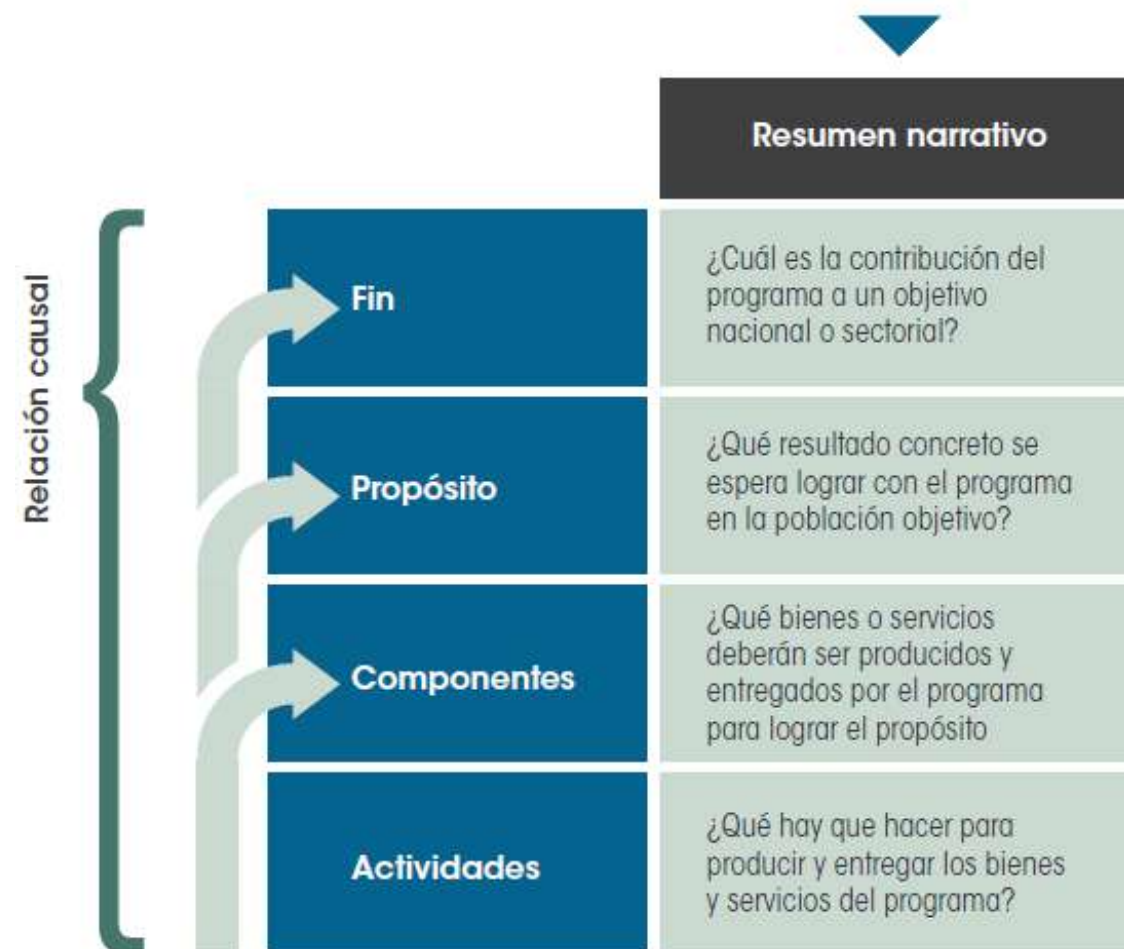 Resumen narrativo
Relación causal
Fin
¿Cuál es la contribución del
programa a un objetivo
nacional o sectorial?
Propósito
¿Qué resultado concreto se
espera lograr con el programa
en la población objetivo?
Componentes
¿Qué bienes o servicios
deberán ser producidos y
entregados por el programa
para lograr el propósito
Actividades
¿Qué hay que hacer para
producir y entregar los bienes
y servicios del programa?